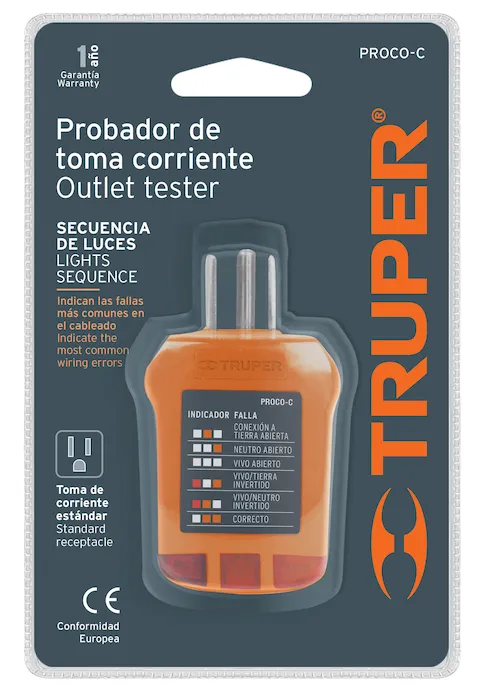 1 año
Garantía
Warranty
PROCO-C
Probador de
toma corriente
Outlet tester
SECUENCIA
DE LUCES
LIGHTS
SEQUENCE
Indican las fallas
más comunes en
el cableado
Indicate the
most common
wiring errors
TRUPER®
TRUPER
PROCO-C
INDICADOR FALLA
CONEXIÓN A
TIERRA ABIERTA
NEUTRO ABIERTO
VIVO ABIERTO
VIVO/TIERRA
INVERTIDO
VIVO/NEUTRO
INVERTIDO
CORRECTO
Toma de
corriente
estándar
Standard
receptacle
CE
Conformidad
Europea